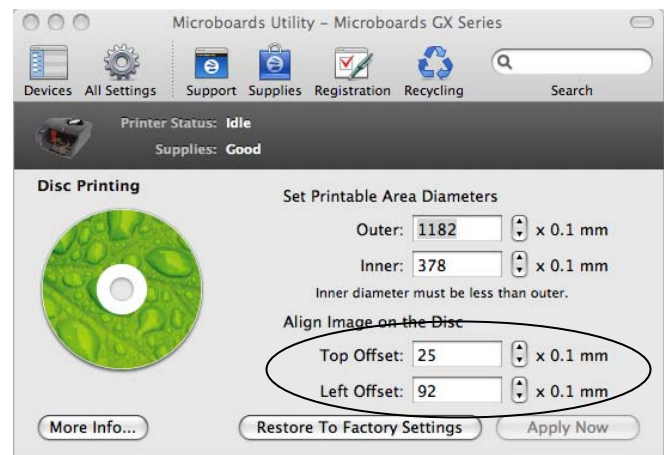 Microboards Utility – Microboards GX Series
Devices All Settings Support Supplies Registration Recycling Search
Printer Status: Idle
Supplies: Good
Disc Printing
Set Printable Area Diameters
Outer: 1182 x 0.1 mm
Inner: 378 x 0.1 mm
Inner diameter must be less than outer.
Align Image on the Disc
Top Offset: 25 x 0.1 mm
Left Offset: 92 x 0.1 mm
More Info... Restore To Factory Settings Apply Now